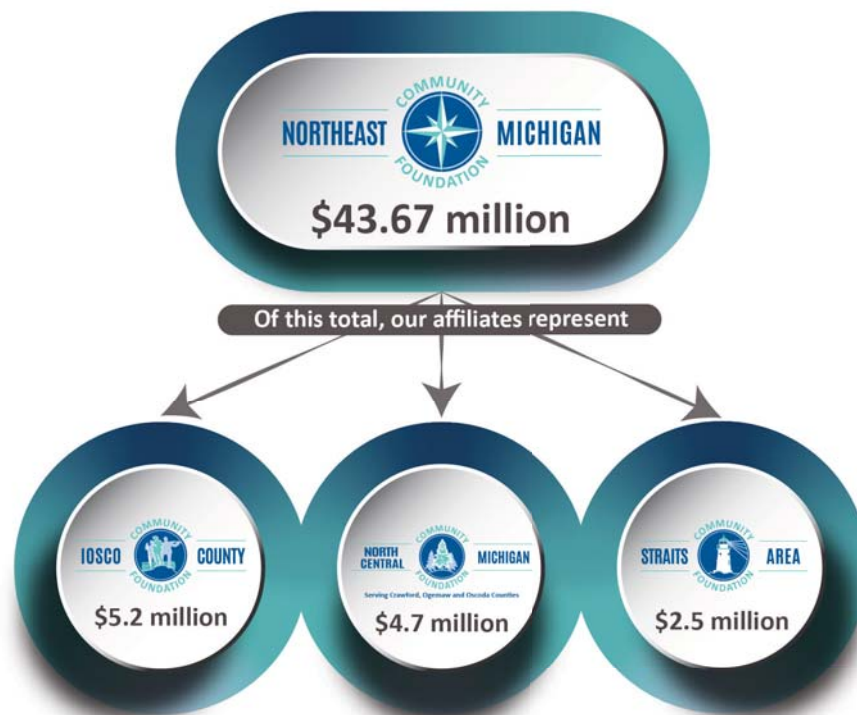 COMMUNITY
NORTHEAST MICHIGAN
FOUNDATION
$43.67 million
Of this total, our affiliates represent
COMMUNITY
IOSCO COUNTY
FOUNDATION
$5.2 million
COMMUNITY
NORTH CENTRAL MICHIGAN
FOUNDATION
Serving Crawford, Ogemaw and Oscoda Counties
$4.7 million
COMMUNITY
STRAITS AREA
FOUNDATION
$2.5 million